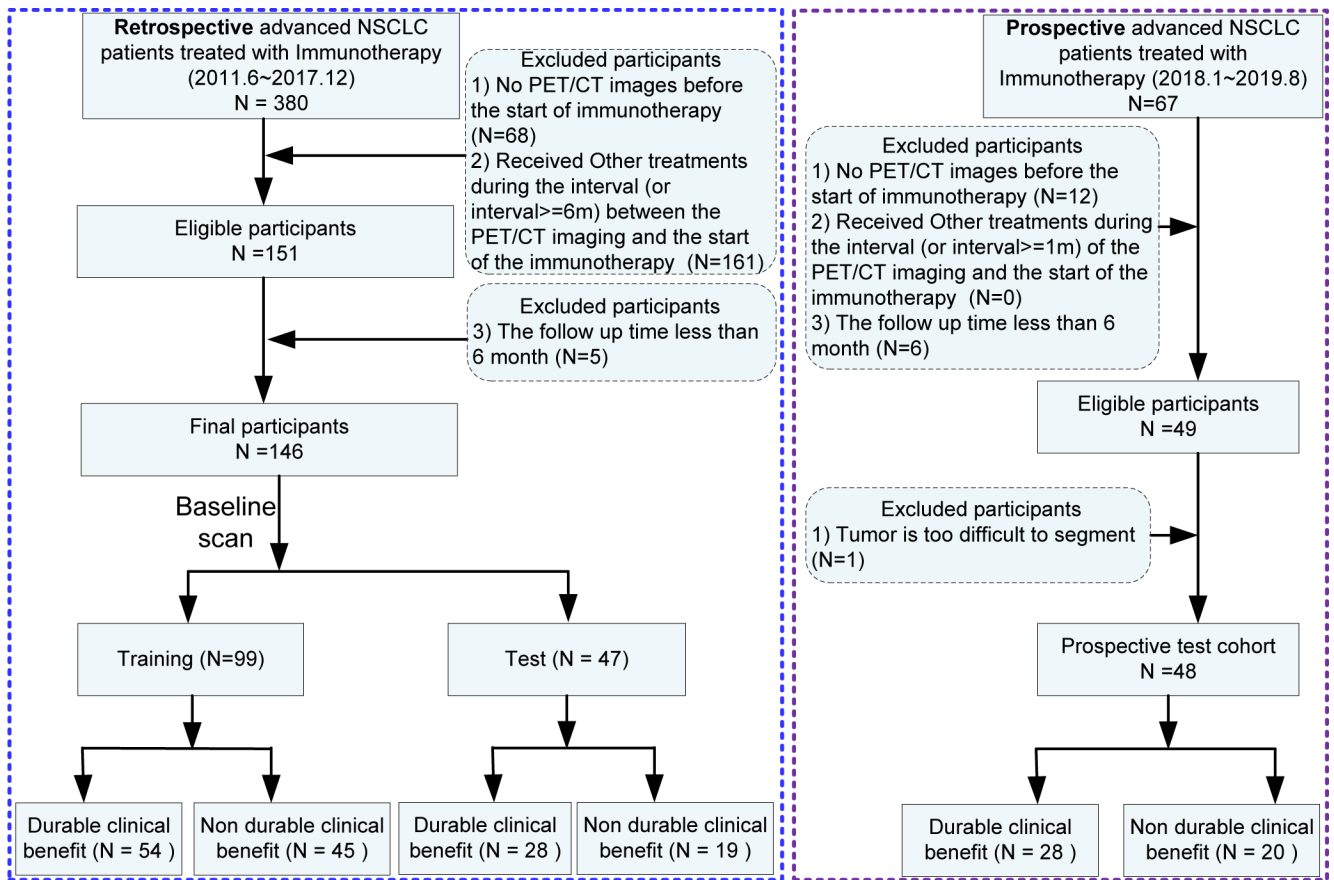 Retrospective advanced NSCLC
patients treated with Immunotherapy
(2011.6~2017.12)
N = 380
Excluded participants
1) No PET/CT images before
the start of immunotherapy
(N=68)
2) Received Other treatments
during the interval (or
interval>=6m) between the
PET/CT imaging and the start
of the immunotherapy (N=161)
Eligible participants
N =151
Excluded participants
3) The follow up time less than
6 month (N=5)
Final participants
N =146
Baseline
scan
Training (N=99)
Test (N = 47)
Durable clinical
benefit (N = 54 )
Non durable clinical
benefit (N = 45 )
Durable clinical
benefit (N = 28 )
Non durable clinical
benefit (N = 19 )
Prospective advanced NSCLC
patients treated with
Immunotherapy (2018.1~2019.8)
N=67
Excluded participants
1) No PET/CT images before the
start of immunotherapy (N=12)
2) Received Other treatments during
the interval (or interval>=1m) of the
PET/CT imaging and the start of the
immunotherapy (N=0)
3) The follow up time less than 6
month (N=6)
Eligible participants
N =49
Excluded participants
1) Tumor is too difficult to segment
(N=1)
Prospective test cohort
N =48
Durable clinical
benefit (N = 28 )
Non durable clinical
benefit (N = 20 )